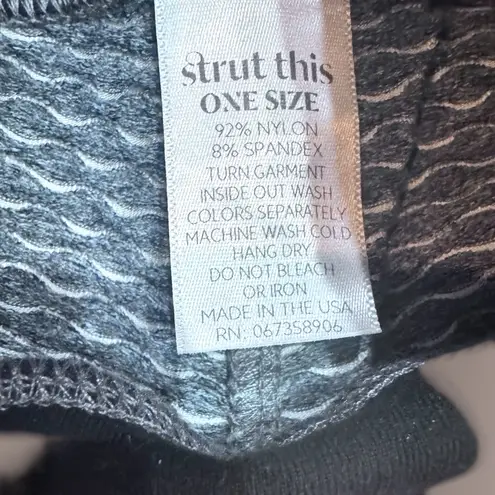 strut this
ONE SIZE
92% NYLON
8% SPANDEX
TURN GARMENT
INSIDE OUT WASH
COLORS SEPARATELY
MACHINE WASH COLD
HANG DRY
DO NOT BLEACH
OR IRON
MADE IN THE USA
RN: 067358906